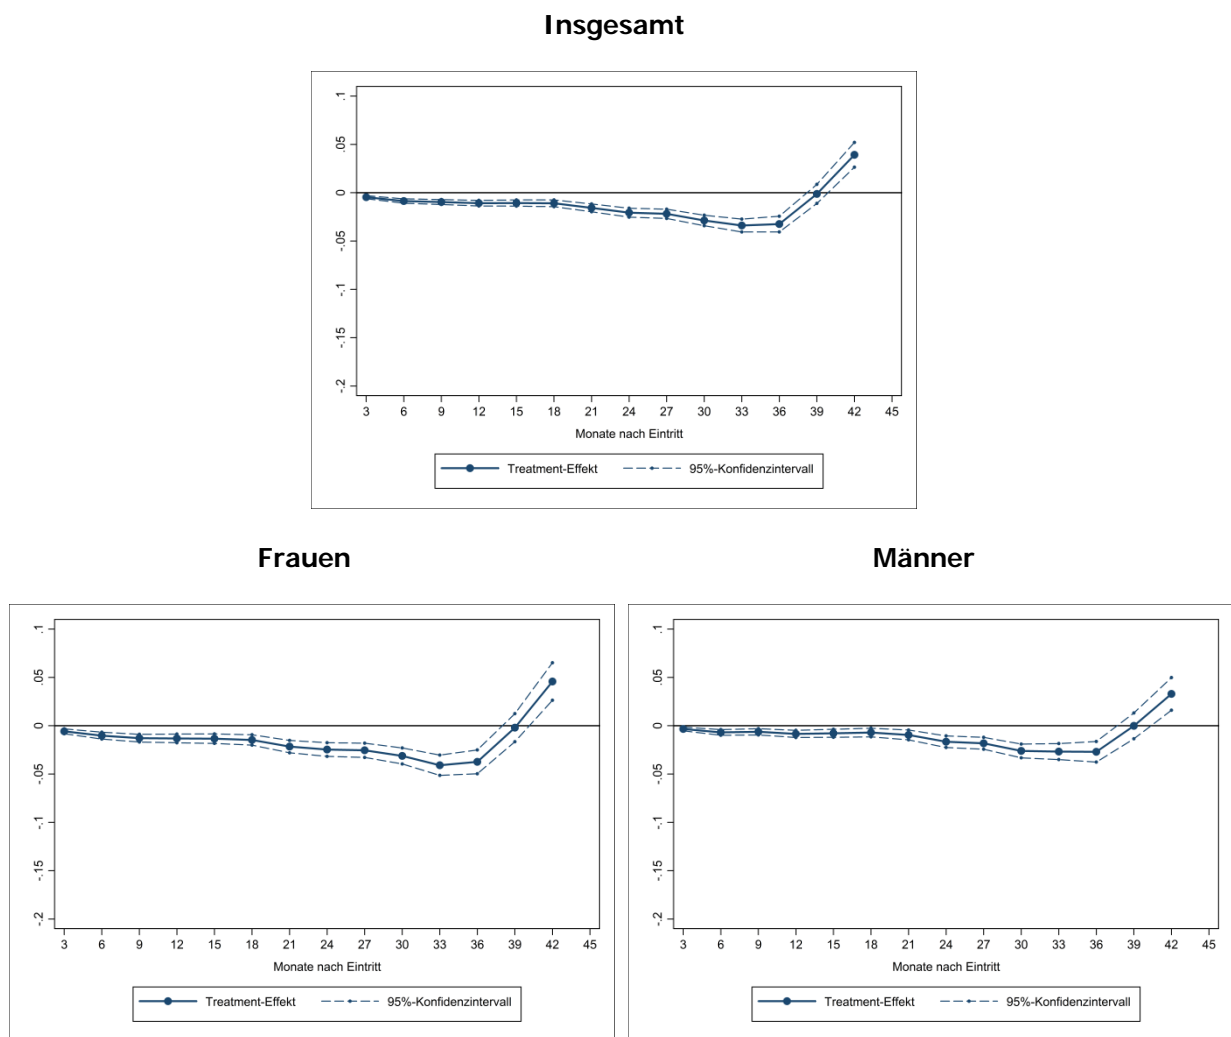 Insgesamt
.1
.05
0
-.05
-.1
-.15
-.2
3 6 9 12 15 18 21 24 27 30 33 36 39 42 45
Monate nach Eintritt
Treatment-Effekt 95%-Konfidenzintervall
Frauen
.1
.05
0
-.05
-.1
-.15
-.2
3 6 9 12 15 18 21 24 27 30 33 36 39 42 45
Monate nach Eintritt
Treatment-Effekt 95%-Konfidenzintervall
Männer
.1
.05
0
-.05
-.1
-.15
-.2
3 6 9 12 15 18 21 24 27 30 33 36 39 42 45
Monate nach Eintritt
Treatment-Effekt 95%-Konfidenzintervall